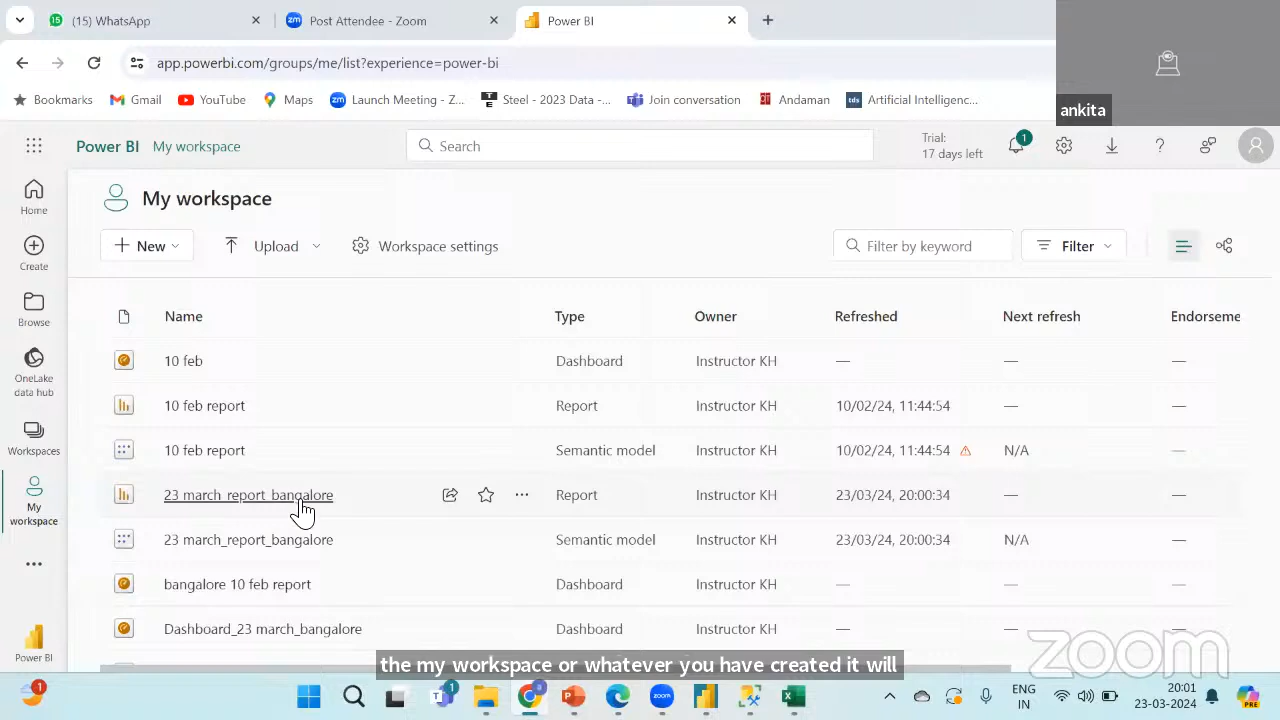 (15) WhatsApp
zm Post Attendee - Zoom
Power BI
app.powerbi.com/groups/me/list?experience=power-bi
Bookmarks
Gmail
YouTube
Maps
zm Launch Meeting - Z...
Steel - 2023 Data -...
Join conversation
Andaman
tds Artificial Intelligenc...
ankita
Power BI My workspace
Search
Trial:
17 days left
1
My workspace
New
Upload
Workspace settings
Filter by keyword
Filter
Home
Create
Browse
OneLake
data hub
Workspaces
My
workspace
Power BI
Name Type Owner Refreshed Next refresh Endorseme
10 feb Dashboard Instructor KH — — —
10 feb report Report Instructor KH 10/02/24, 11:44:54 — —
10 feb report Semantic model Instructor KH 10/02/24, 11:44:54 N/A —
23 march_report_bangalore Report Instructor KH 23/03/24, 20:00:34 — —
23 march_report_bangalore Semantic model Instructor KH 23/03/24, 20:00:34 N/A —
bangalore 10 feb report Dashboard Instructor KH — — —
Dashboard_23 march_bangalore Dashboard Instructor KH — — —
the my workspace or whatever you have created it will
zoom
1
1
8
zoom
ENG
IN
20:01
23-03-2024
PRE